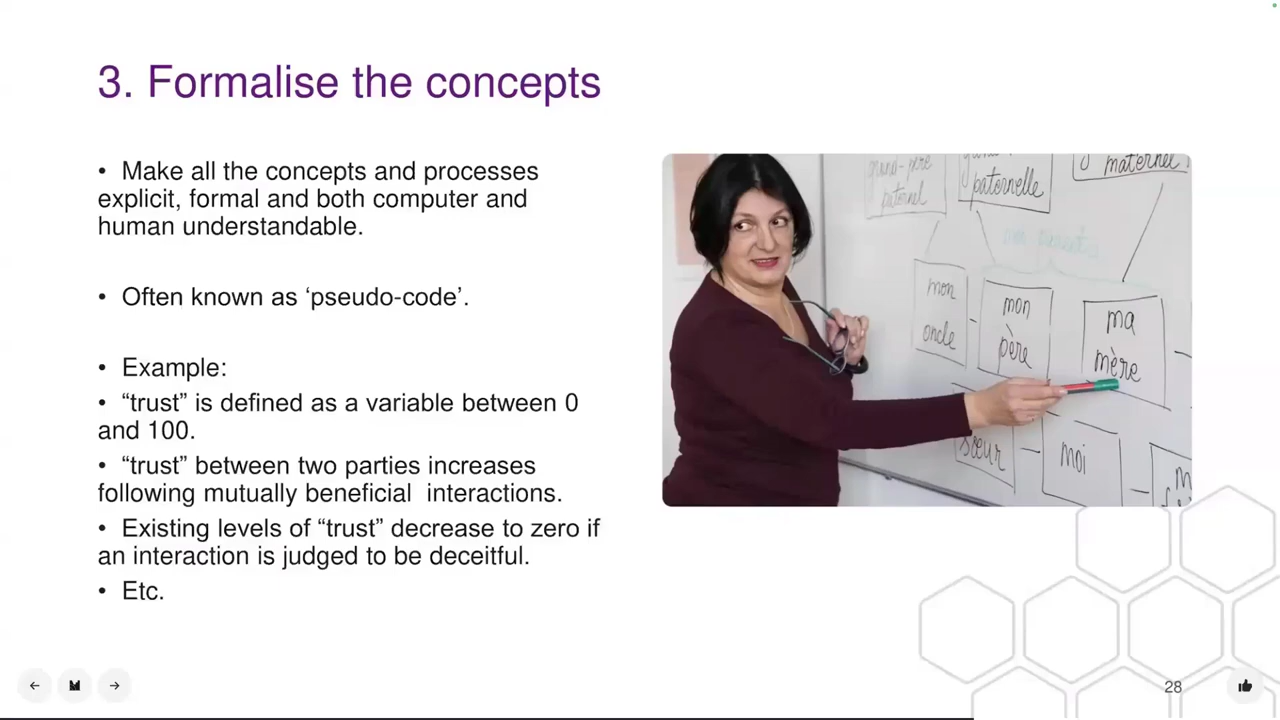 3. Formalise the concepts
• Make all the concepts and processes
explicit, formal and both computer and
human understandable.
• Often known as ‘pseudo-code’.
• Example:
• “trust” is defined as a variable between 0
and 100.
• “trust” between two parties increases
following mutually beneficial  interactions.
• Existing levels of “trust” decrease to zero if
an interaction is judged to be deceitful.
• Etc.
grand-père
paternel
paternelle
maternel
mon
oncle
mon
père
ma
mère
sœur
moi
28